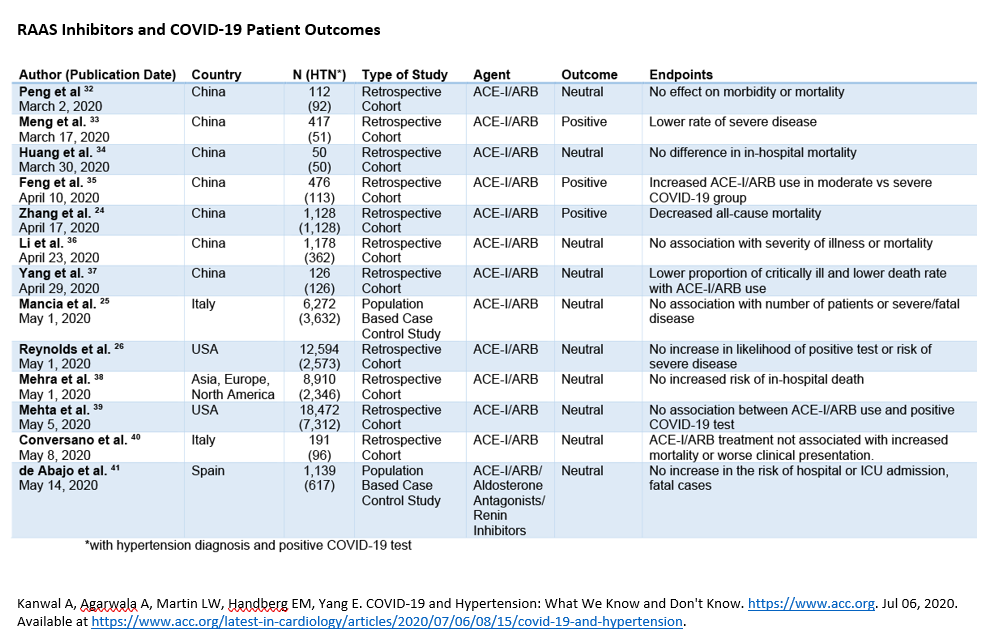 RAAS Inhibitors and COVID-19 Patient Outcomes
Author (Publication Date) Country N (HTN*) Type of Study Agent Outcome Endpoints
Peng et al 32 China 112 Retrospective ACE-I/ARB Neutral No effect on morbidity or mortality
March 2, 2020 (92) Cohort
Meng et al. 33 China 417 Retrospective ACE-I/ARB Positive Lower rate of severe disease
March 17, 2020 (51) Cohort
Huang et al. 34 China 50 Retrospective ACE-I/ARB Neutral No difference in in-hospital mortality
March 30, 2020 (50) Cohort
Feng et al. 35 China 476 Retrospective ACE-I/ARB Positive Increased ACE-I/ARB use in moderate vs severe
April 10, 2020 (113) Cohort COVID-19 group
Zhang et al. 24 China 1,128 Retrospective ACE-I/ARB Positive Decreased all-cause mortality
April 17, 2020 (1,128) Cohort
Li et al. 36 China 1,178 Retrospective ACE-I/ARB Neutral No association with severity of illness or mortality
April 23, 2020 (362) Cohort
Yang et al. 37 China 126 Retrospective ACE-I/ARB Neutral Lower proportion of critically ill and lower death rate
April 29, 2020 (126) Cohort with ACE-I/ARB use
Mancia et al. 25 Italy 6,272 Population ACE-I/ARB Neutral No association with number of patients or severe/fatal
May 1, 2020 (3,632) Based Case disease
Control Study
Reynolds et al. 26 USA 12,594 Retrospective ACE-I/ARB Neutral No increase in likelihood of positive test or risk of
May 1, 2020 (2,573) Cohort severe disease
Mehra et al. 38 Asia, Europe, 8,910 Retrospective ACE-I/ARB Neutral No increased risk of in-hospital death
May 1, 2020 North America (2,346) Cohort
Mehta et al. 39 USA 18,472 Retrospective ACE-I/ARB Neutral No association between ACE-I/ARB use and positive
May 5, 2020 (7,312) Cohort COVID-19 test
Conversano et al. 40 Italy 191 Retrospective ACE-I/ARB Neutral ACE-I/ARB treatment not associated with increased
May 8, 2020 (96) Cohort mortality or worse clinical presentation.
de Abajo et al. 41 Spain 1,139 Population ACE-I/ARB/ Neutral No increase in the risk of hospital or ICU admission,
May 14, 2020 (617) Based Case Aldosterone fatal cases
Control Study Antagonists/
Renin
Inhibitors
*with hypertension diagnosis and positive COVID-19 test
Kanwal A, Agarwala A, Martin LW, Handberg EM, Yang E. COVID-19 and Hypertension: What We Know and Don't Know. https://www.acc.org. Jul 06, 2020.
Available at https://www.acc.org/latest-in-cardiology/articles/2020/07/06/08/15/covid-19-and-hypertension.